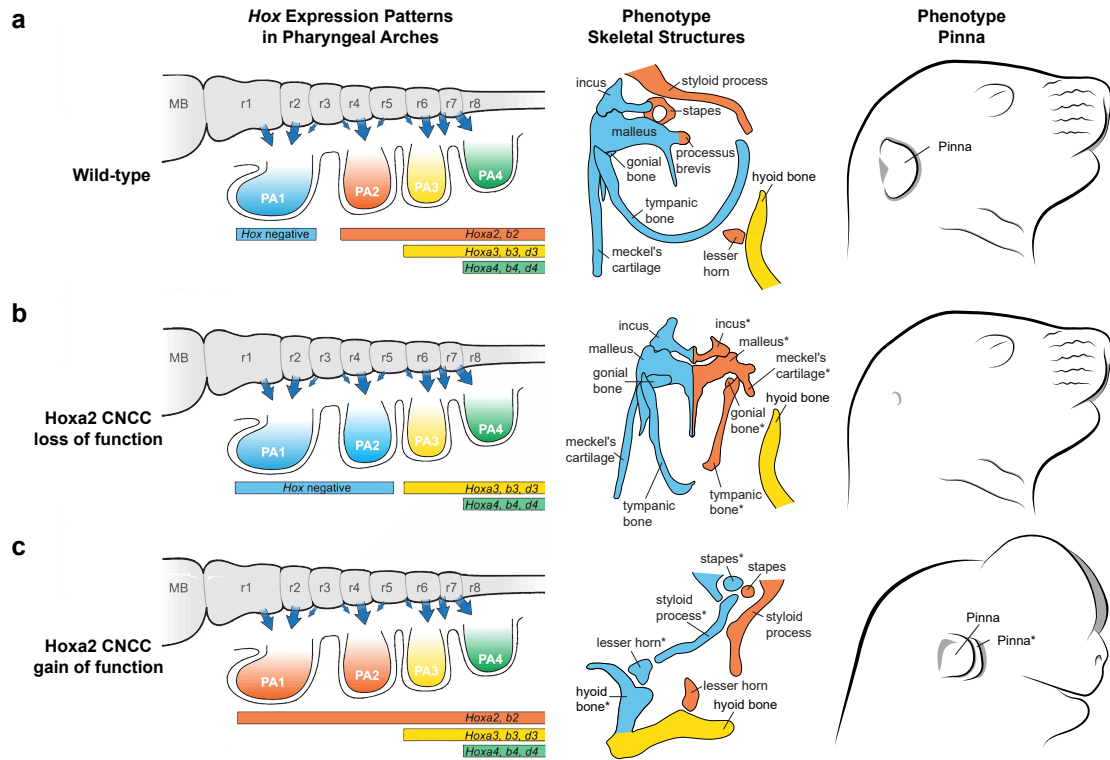 a
Hox Expression Patterns
in Pharyngeal Arches
Phenotype
Skeletal Structures
Phenotype
Pinna
Wild-type
MB
r1
r2
r3
r4
r5
r6
r7
r8
PA1
PA2
PA3
PA4
Hox negative
Hoxa2, b2
Hoxa3, b3, d3
Hoxa4, b4, d4
incus
styloid process
stapes
malleus
processus
brevis
gonial
bone
hyoid bone
tympanic
bone
meckel's
cartilage
lesser
horn
Pinna
b
Hoxa2 CNCC
loss of function
MB
r1
r2
r3
r4
r5
r6
r7
r8
PA1
PA2
PA3
PA4
Hox negative
Hoxa3, b3, d3
Hoxa4, b4, d4
incus
incus*
malleus
malleus*
meckel's
cartilage*
gonial
bone
gonial
bone*
hyoid bone
meckel's
cartilage
tympanic
bone
tympanic
bone*
c
Hoxa2 CNCC
gain of function
MB
r1
r2
r3
r4
r5
r6
r7
r8
PA1
PA2
PA3
PA4
Hoxa2, b2
Hoxa3, b3, d3
Hoxa4, b4, d4
stapes*
stapes
styloid
process*
styloid
process
lesser horn*
lesser horn
hyoid
bone*
hyoid bone
Pinna
Pinna*